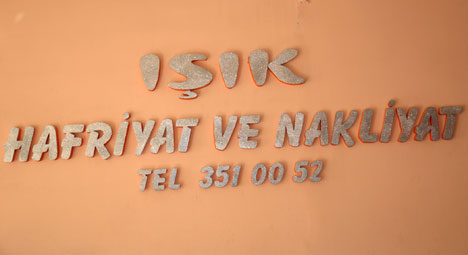 IŞIK
HAFRİYAT VE NAKLİYAT
TEL 351 00 52